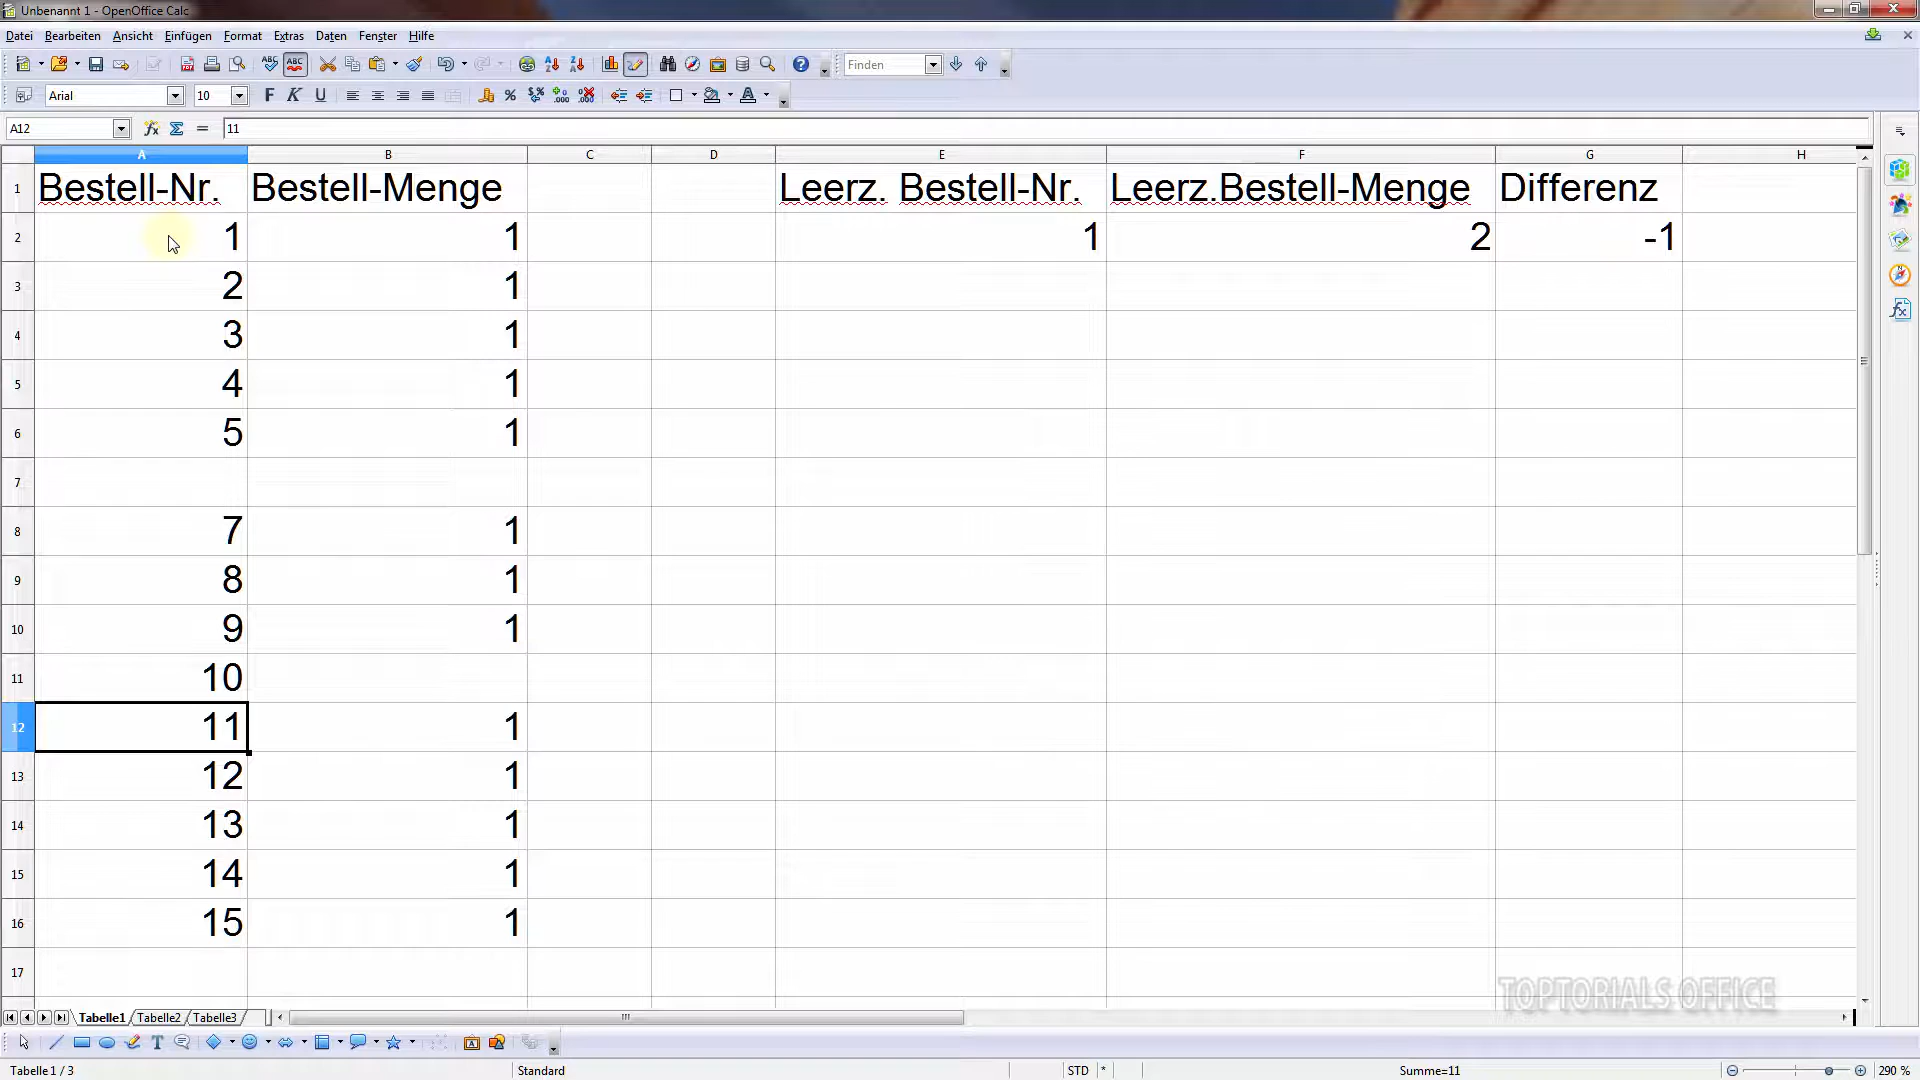 Unbenannt 1 - OpenOffice Calc
Datei Bearbeiten Ansicht Einfügen Format Extras Daten Fenster Hilfe
Finden
Arial 10
A12 11
A B C D E F G H
1 Bestell-Nr. Bestell-Menge Leerz. Bestell-Nr. Leerz.Bestell-Menge Differenz
2 1 1 1 2 -1
3 2 1
4 3 1
5 4 1
6 5 1
7
8 7 1
9 8 1
10 9 1
11 10
12 11 1
13 12 1
14 13 1
15 14 1
16 15 1
17
TOPTORIALS OFFICE
Tabelle1 Tabelle2 Tabelle3
Tabelle 1 / 3 Standard STD * Summe=11 290 %